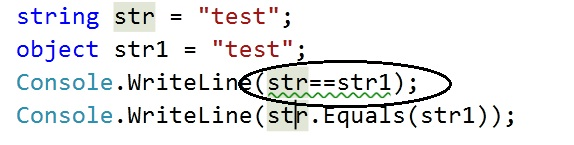 string str = "test";
object str1 = "test";
Console.WriteLine(str==str1);
Console.WriteLine(str.Equals(str1));